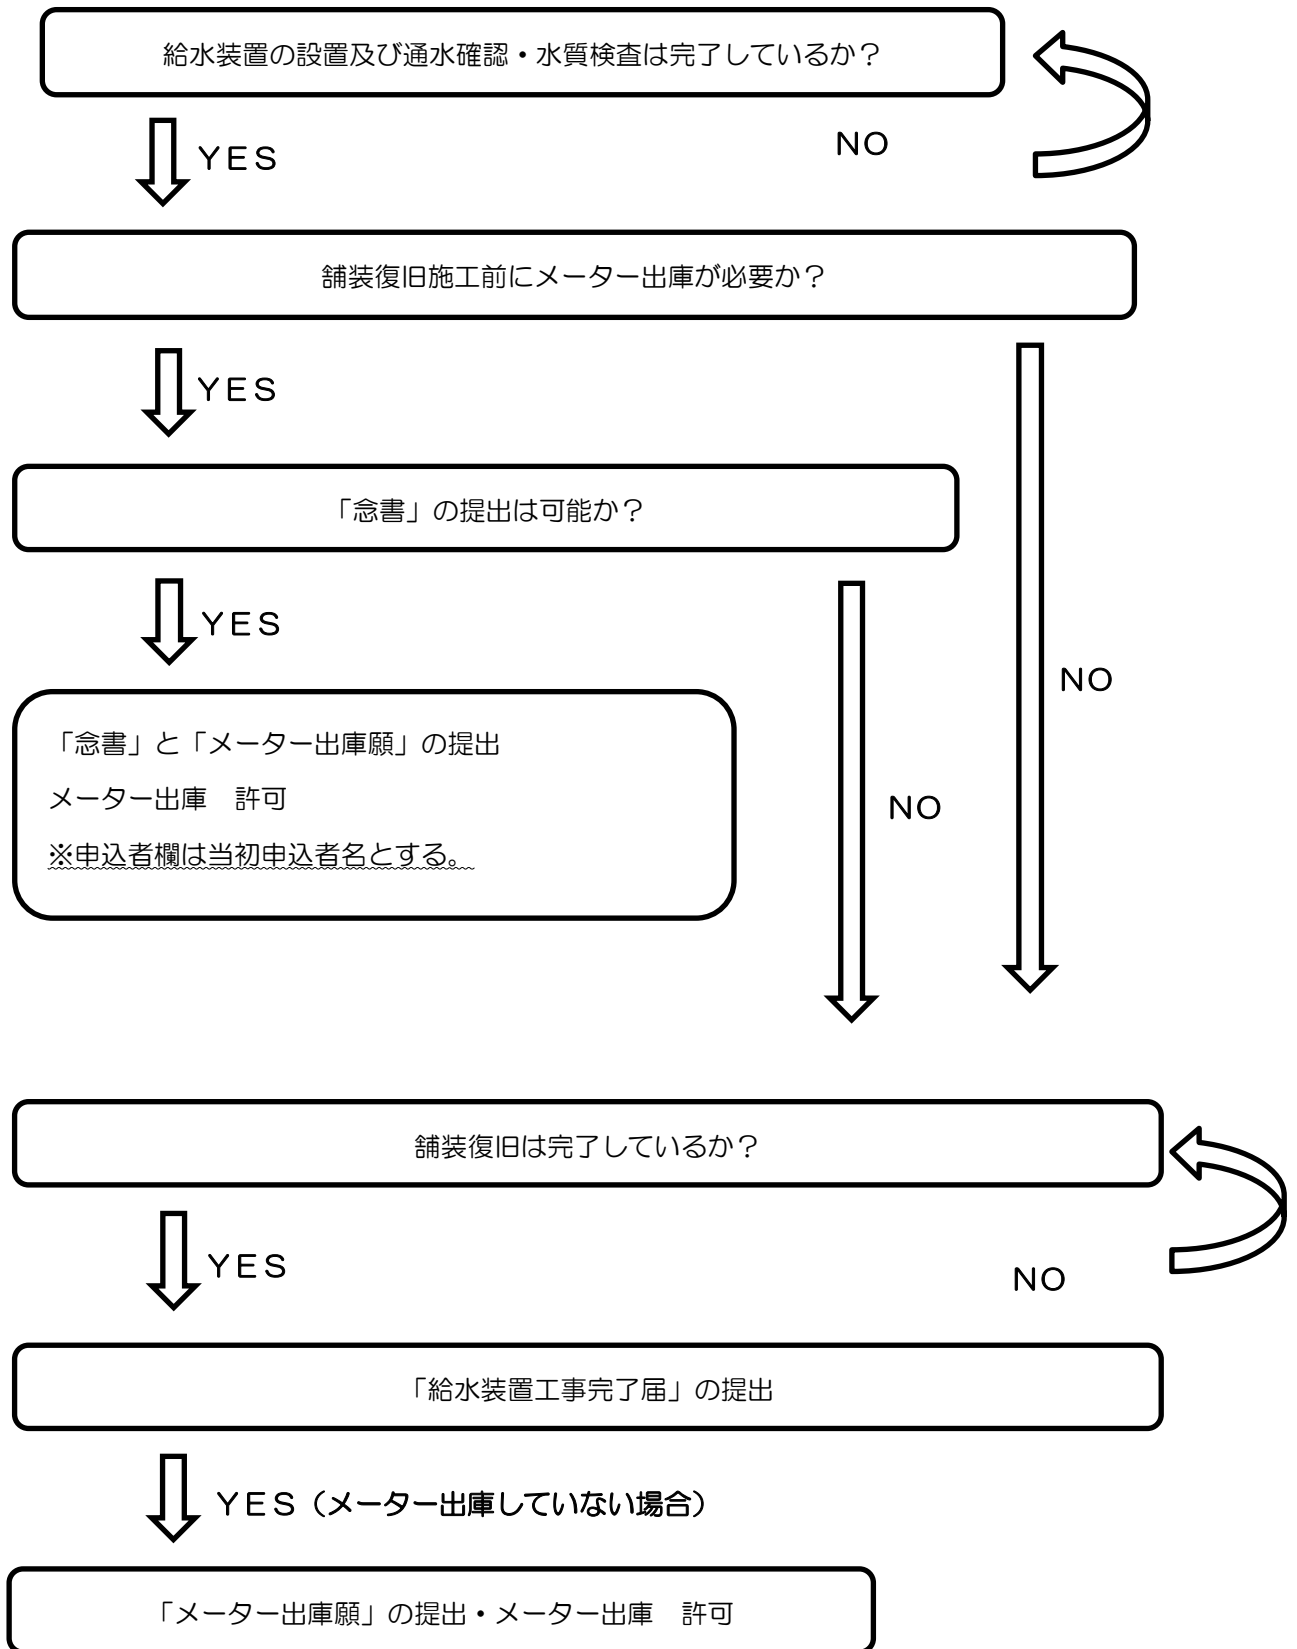 給水装置の設置及び通水確認・水質検査は完了しているか？
ＹＥＳ
ＮＯ
舗装復旧施工前にメーター出庫が必要か？
ＹＥＳ
「念書」の提出は可能か？
ＹＥＳ
ＮＯ
「念書」と「メーター出庫願」の提出
メーター出庫　許可
※申込者欄は当初申込者名とする。
ＮＯ
舗装復旧は完了しているか？
ＹＥＳ
ＮＯ
「給水装置工事完了届」の提出
ＹＥＳ（メーター出庫していない場合）
「メーター出庫願」の提出・メーター出庫　許可